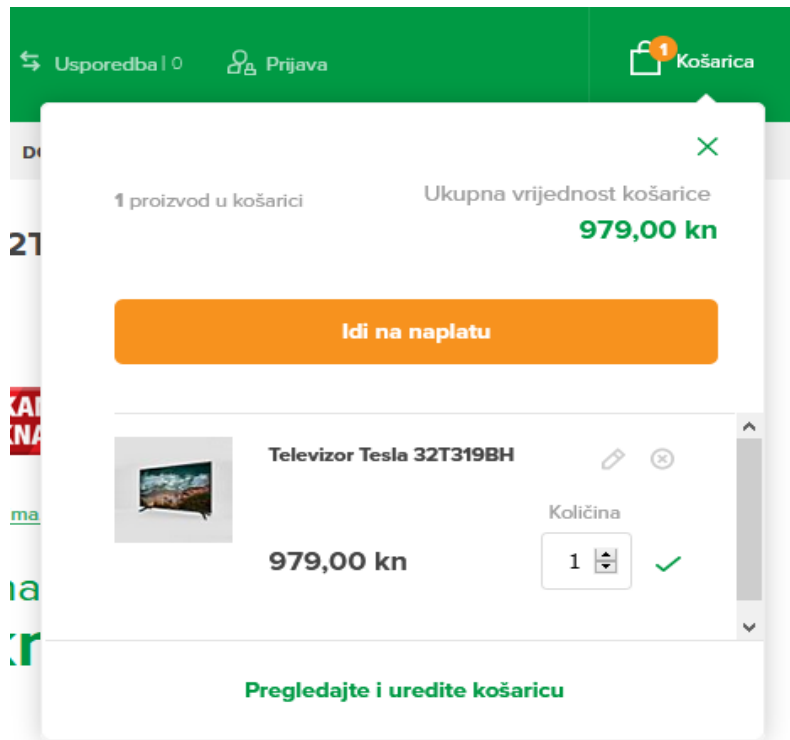 Usporedba | 0
Prijava
1
Košarica
1 proizvod u košarici
Ukupna vrijednost košarice
979,00 kn
Idi na naplatu
Televizor Tesla 32T319BH
Količina
979,00 kn
1
Pregledajte i uredite košaricu